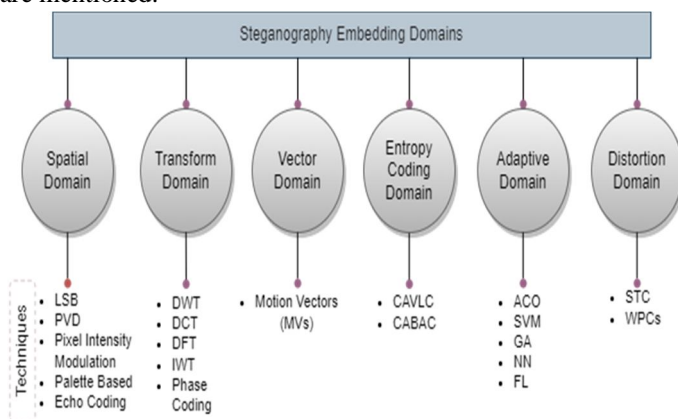 are mentioned.
Steganography Embedding Domains
Spatial
Domain
Transform
Domain
Vector
Domain
Entropy
Coding
Domain
Adaptive
Domain
Distortion
Domain
Techniques
• LSB
• PVD
• Pixel Intensity
Modulation
• Palette Based
• Echo Coding
• DWT
• DCT
• DFT
• IWT
• Phase
Coding
• Motion Vectors
(MVs)
• CAVLC
• CABAC
• ACO
• SVM
• GA
• NN
• FL
• STC
• WPCs